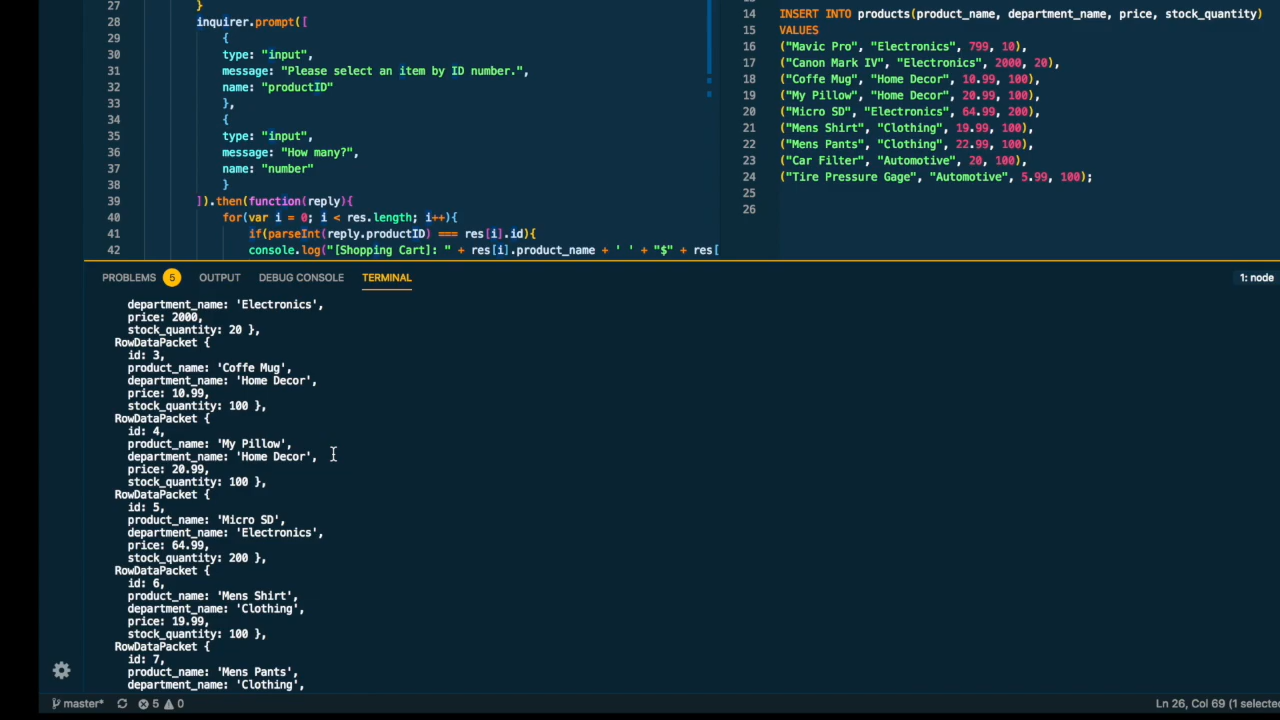 27 }
28 inquirer.prompt([
29 {
30 type: "input",
31 message: "Please select an item by ID number.",
32 name: "productID"
33 },
34 {
35 type: "input",
36 message: "How many?",
37 name: "number"
38 }
39 ]).then(function(reply){
40 for(var i = 0; i < res.length; i++){
41 if(parseInt(reply.productID) === res[i].id){
42 console.log("[Shopping Cart]: " + res[i].product_name + ' ' + "$" + res[
14 INSERT INTO products(product_name, department_name, price, stock_quantity)
15 VALUES
16 ("Mavic Pro", "Electronics", 799, 10),
17 ("Canon Mark IV", "Electronics", 2000, 20),
18 ("Coffe Mug", "Home Decor", 10.99, 100),
19 ("My Pillow", "Home Decor", 20.99, 100),
20 ("Micro SD", "Electronics", 64.99, 200),
21 ("Mens Shirt", "Clothing", 19.99, 100),
22 ("Mens Pants", "Clothing", 22.99, 100),
23 ("Car Filter", "Automotive", 20, 100),
24 ("Tire Pressure Gage", "Automotive", 5.99, 100);
25
26
PROBLEMS 5 OUTPUT DEBUG CONSOLE TERMINAL 1: node
department_name: 'Electronics',
price: 2000,
stock_quantity: 20 },
RowDataPacket {
id: 3,
product_name: 'Coffe Mug',
department_name: 'Home Decor',
price: 10.99,
stock_quantity: 100 },
RowDataPacket {
id: 4,
product_name: 'My Pillow',
department_name: 'Home Decor',
price: 20.99,
stock_quantity: 100 },
RowDataPacket {
id: 5,
product_name: 'Micro SD',
department_name: 'Electronics',
price: 64.99,
stock_quantity: 200 },
RowDataPacket {
id: 6,
product_name: 'Mens Shirt',
department_name: 'Clothing',
price: 19.99,
stock_quantity: 100 },
RowDataPacket {
id: 7,
product_name: 'Mens Pants',
department_name: 'Clothing',
master* 5 0 Ln 26, Col 69 (1 selecte